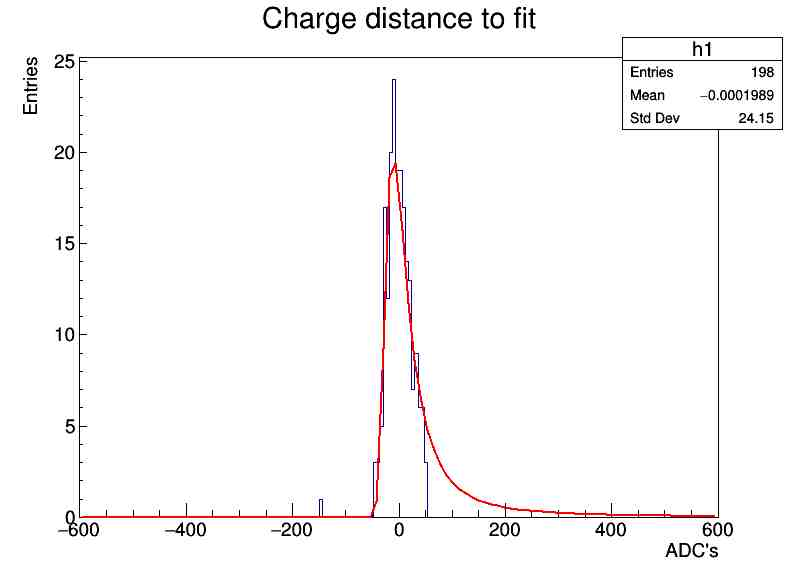 Charge distance to fit
h1
Entries 198
Mean −0.0001989
Std Dev 24.15
Entries
25
20
15
10
5
0
−600 −400 −200 0 200 400 600
ADC's